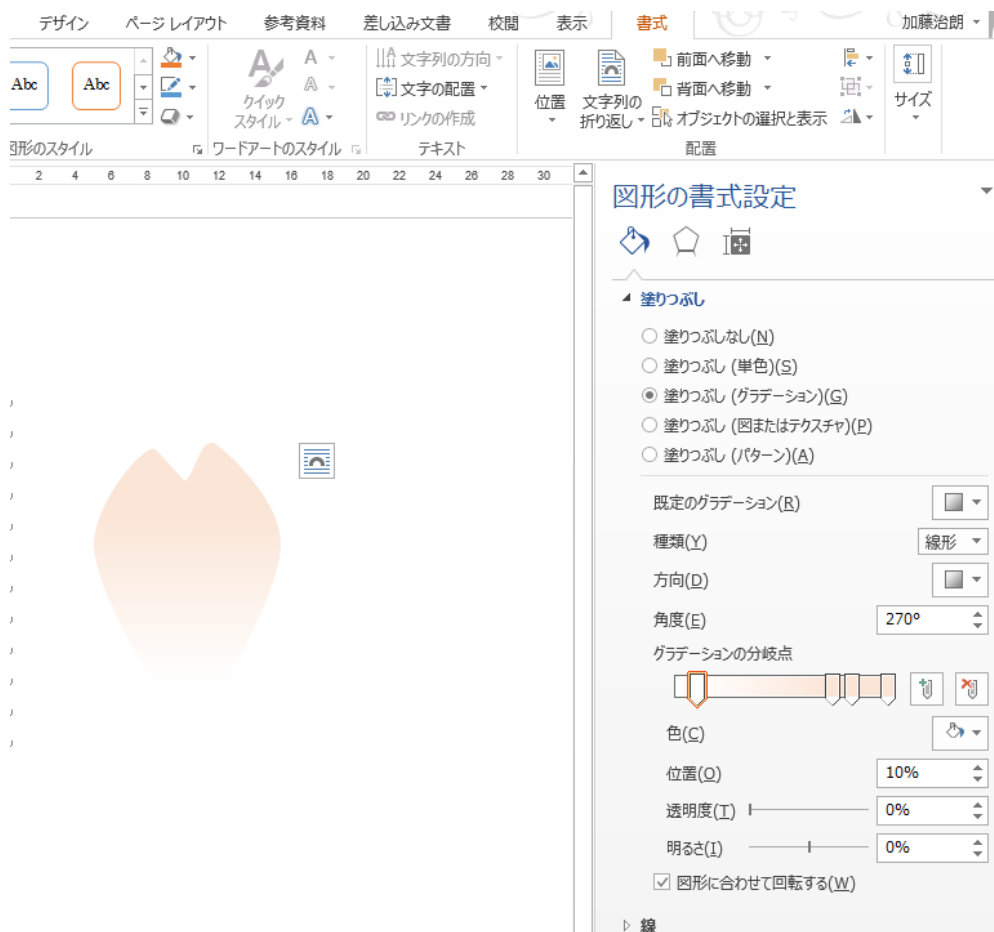 デザイン ページ レイアウト 参考資料 差し込み文書 校閲 表示 書式 加藤治朗
Abc Abc
クイック
スタイル
文字列の方向
文字の配置
リンクの作成
位置
文字列の
折り返し
前面へ移動
背面へ移動
オブジェクトの選択と表示
サイズ
図形のスタイル ワードアートのスタイル テキスト 配置
2 4 6 8 10 12 14 16 18 20 22 24 26 28 30
図形の書式設定
塗りつぶし
塗りつぶしなし(N)
塗りつぶし (単色)(S)
塗りつぶし (グラデーション)(G)
塗りつぶし (図またはテクスチャ)(P)
塗りつぶし (パターン)(A)
既定のグラデーション(R)
種類(Y) 線形
方向(D)
角度(E) 270°
グラデーションの分岐点
色(C)
位置(O) 10%
透明度(T) 0%
明るさ(I) 0%
図形に合わせて回転する(W)
線